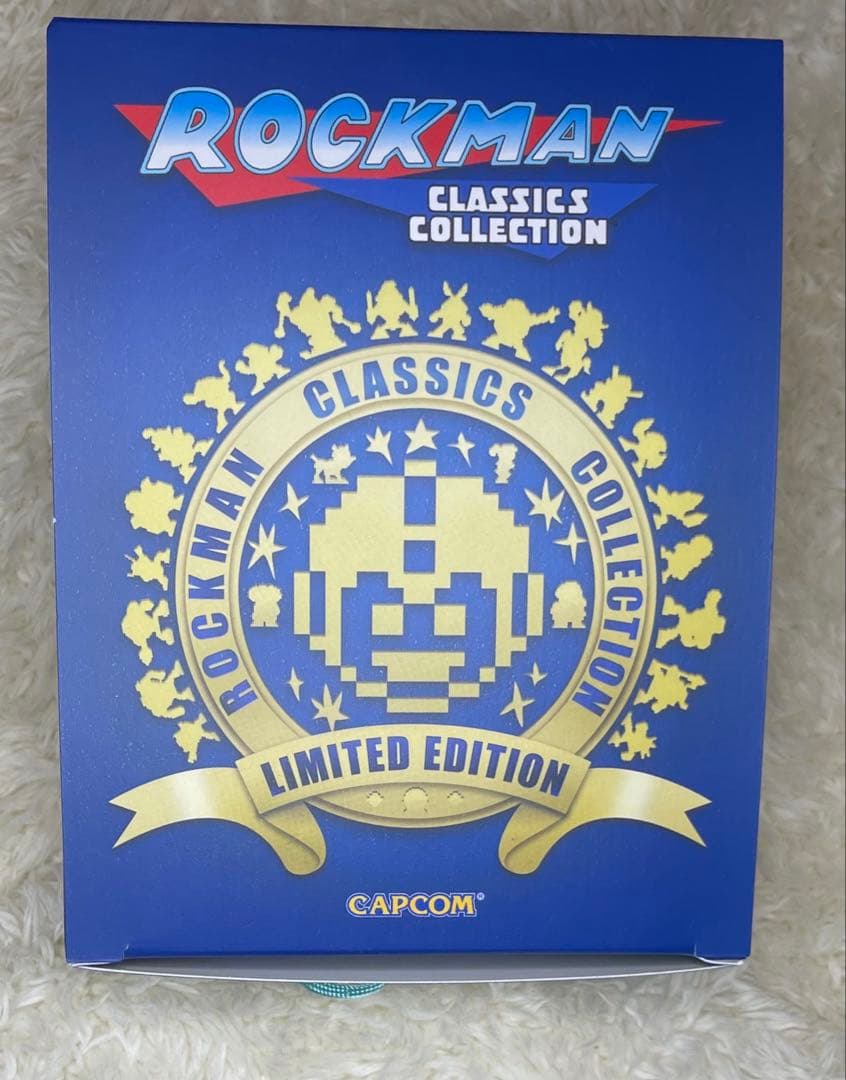 ROCKMAN
CLASSICS
COLLECTION
ROCKMAN CLASSICS COLLECTION
LIMITED EDITION
CAPCOM®